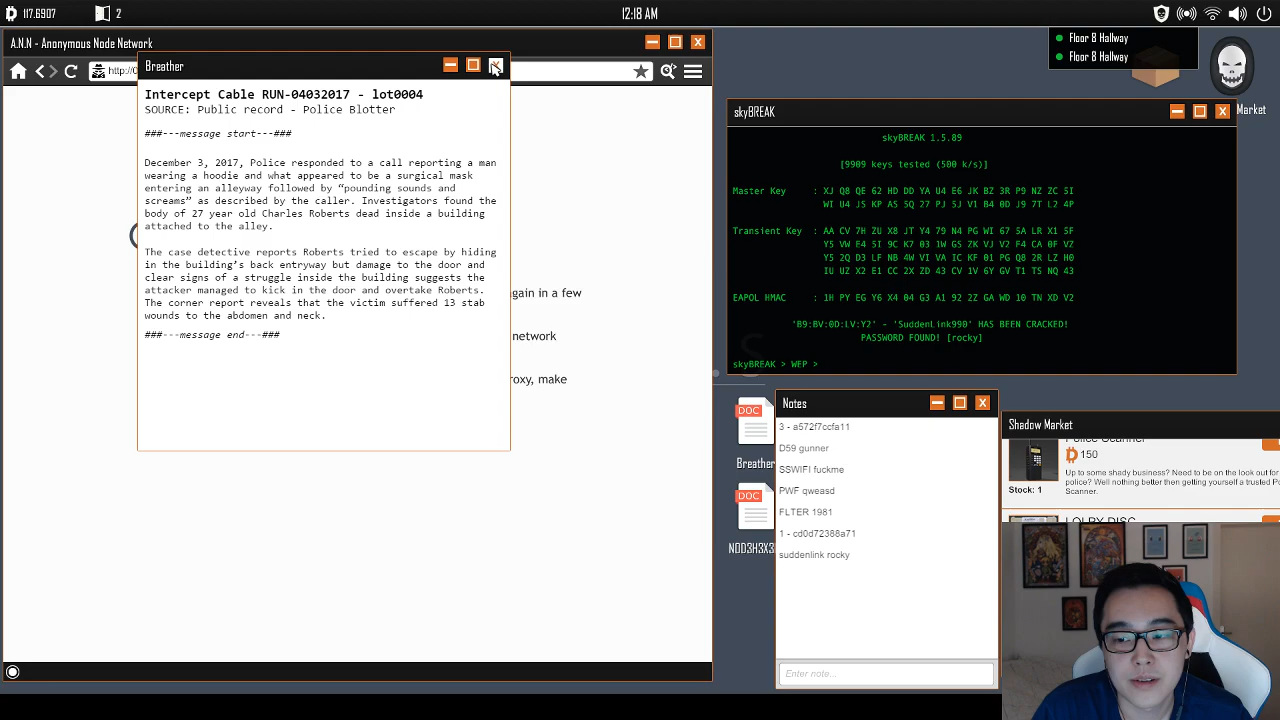 117.6907
2
12:18 AM
A.N.N - Anonymous Node Network
http://0
Breather
Intercept Cable RUN-04032017 - lot0004
SOURCE: Public record - Police Blotter
###---message start---###
December 3, 2017, Police responded to a call reporting a man
wearing a hoodie and what appeared to be a surgical mask
entering an alleyway followed by “pounding sounds and
screams” as described by the caller. Investigators found the
body of 27 year old Charles Roberts dead inside a building
attached to the alley.
The case detective reports Roberts tried to escape by hiding
in the building’s back entryway but damage to the door and
clear signs of a struggle inside the building suggests the
attacker managed to kick in the door and overtake Roberts.
The corner report reveals that the victim suffered 13 stab
wounds to the abdomen and neck.
###---message end---###
gain in a few
network
roxy, make
Floor 8 Hallway
Floor 8 Hallway
Market
skyBREAK
skyBREAK 1.5.89
[9909 keys tested (500 k/s)]
Master Key : XJ Q8 QE 62 HD DD YA U4 E6 JK BZ 3R P9 NZ ZC 5I
WI U4 JS KP AS 5Q 27 PJ 5J V1 B4 0D J9 7T L2 4P
Transient Key : AA CV 7H ZU X8 JT Y4 79 N4 PG WI 67 5A LR X1 5F
Y5 VW E4 5I 9C K7 03 1W GS ZK VJ V2 F4 CA 0F VZ
Y5 2Q D3 LF NB 4W VI VA IC KF 01 PG Q8 2R LZ H0
IU UZ X2 E1 CC 2X ZD 43 CV 1V 6Y GV T1 TS NQ 43
EAPOL HMAC : 1H PY EG Y6 X4 04 G3 A1 92 2Z GA WD 10 TN XD V2
'B9:BV:0D:LV:Y2' - 'SuddenLink990' HAS BEEN CRACKED!
PASSWORD FOUND! [rocky]
skyBREAK > WEP >
DOC
Breather
DOC
N0D3H3X3
Notes
3 - a572f7ccfa11
D59 gunner
SSWIFI fuckme
PWF qweasd
FLTER 1981
1 - cd0d72388a71
suddenlink rocky
Enter note...
Shadow Market
Police Scanner
150
Up to some shady business? Need to be on the look out for
police? Well nothing better then getting yourself a trusted Po
Scanner.
Stock: 1
LOLPX DISC